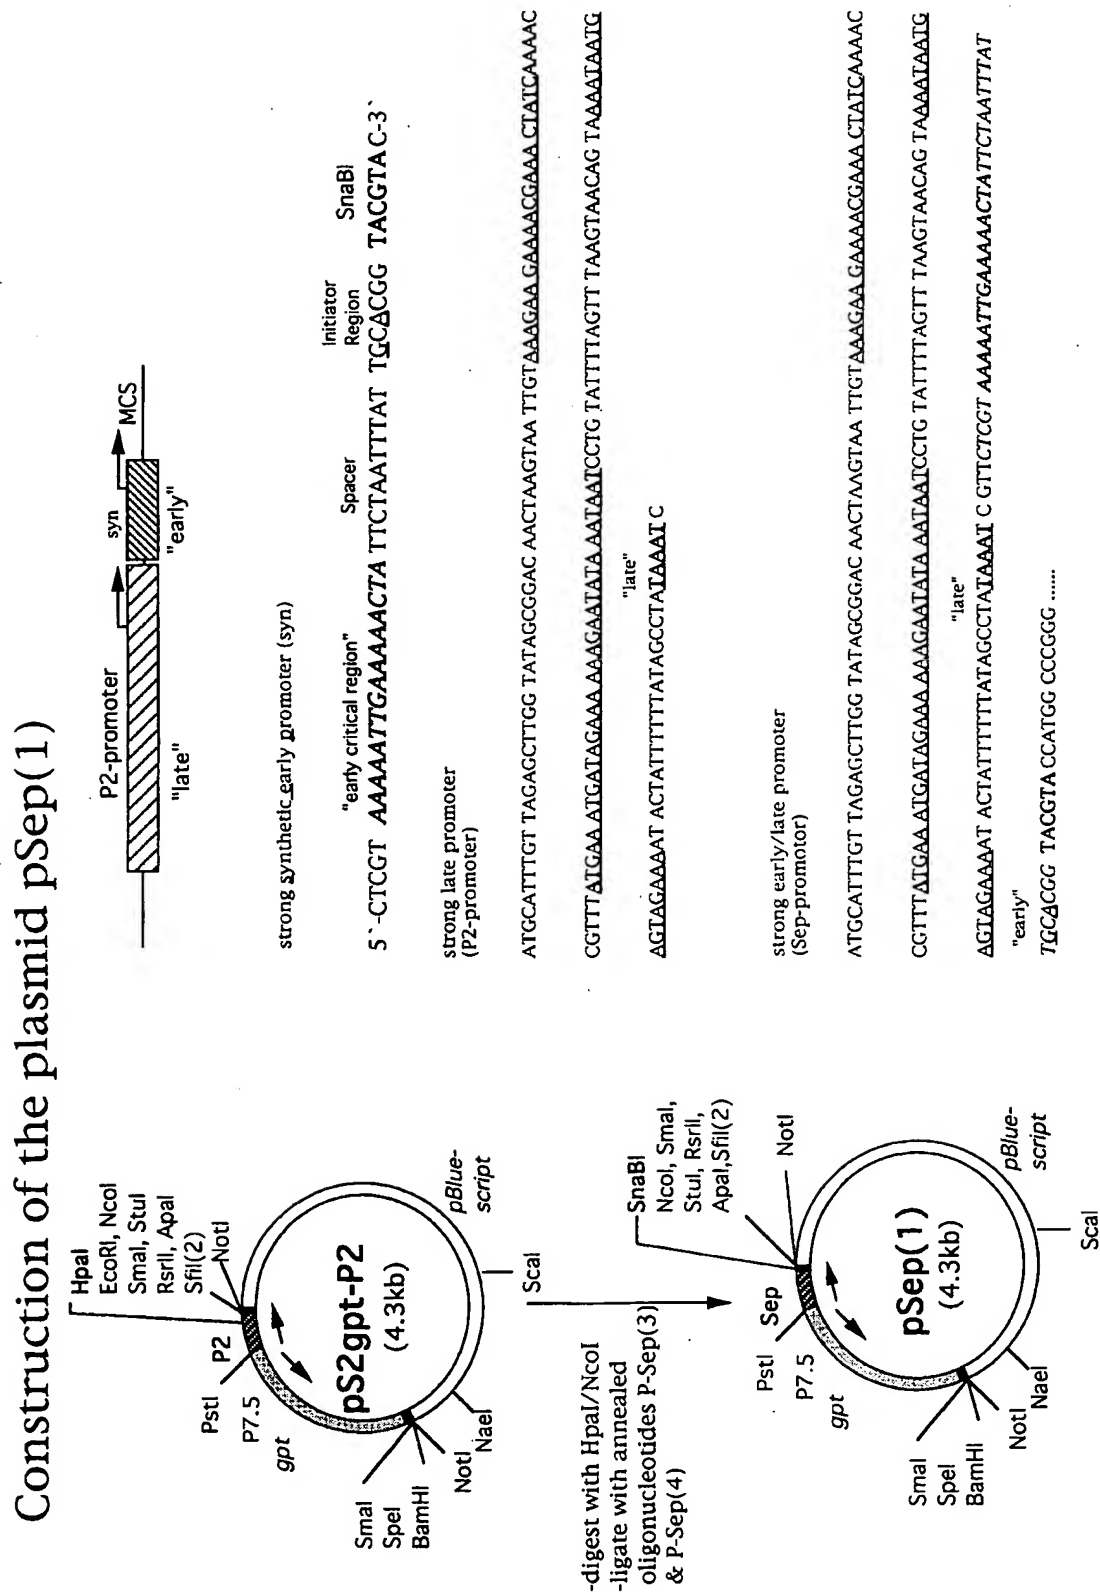 Construction of the plasmid pSep(1)
HpaI
EcoRI, NcoI
SmaI, StuI
RsrII, ApaI
SfiI(2)
NotI
P2
PstI
P7.5
gpt
pS2gpt-P2
(4.3kb)
pBlue-
script
SmaI
SpeI
BamHI
NotI
NaeI
ScaI
-digest with HpaI/NcoI
-ligate with annealed
oligonucleotides P-Sep(3)
& P-Sep(4)
SnaBI
NcoI, SmaI,
StuI, RsrII,
ApaI,SfiI(2)
NotI
Sep
PstI
P7.5
gpt
pSep(1)
(4.3kb)
pBlue-
script
SmaI
SpeI
BamHI
NotI
NaeI
ScaI
P2-promoter
syn
MCS
"late"
"early"
strong synthetic early promoter (syn)
"early critical region"
Spacer
Initiator
Region
SnaBI
5`-CTCGT AAAAATTGAAAAACTA TTCTAATTTAT TGCACGG TACGTAC-3`
strong late promoter
(P2-promoter)
ATGCATTTGT TAGAGCTTGG TATAGCGGAC AACTAAGTAA TTGTAAAGAA GAAAACGAAA CTATCAAAAC
CGTTTATGAA ATGATAGAAA AAAGAATATA AATAATCCTG TATTTTAGTT TAAGTAACAG TAAAATAATG
AGTAGAAAAT ACTATTTTTTATAGCCTATAAATC
"late"
strong early/late promoter
(Sep-promotor)
ATGCATTTGT TAGAGCTTGG TATAGCGGAC AACTAAGTAA TTGTAAAGAA GAAAACGAAA CTATCAAAAC
CGTTTATGAA ATGATAGAAA AAAGAATATA AATAATCCTG TATTTTAGTT TAAGTAACAG TAAAATAATG
"late"
AGTAGAAAAT ACTATTTTTTATAGCCTATAAAT C GTTCTCGT AAAAATTGAAAAACTATTCTAATTTAT
"early"
TGCACGG TACGTA CCATGG CCCGGG ......